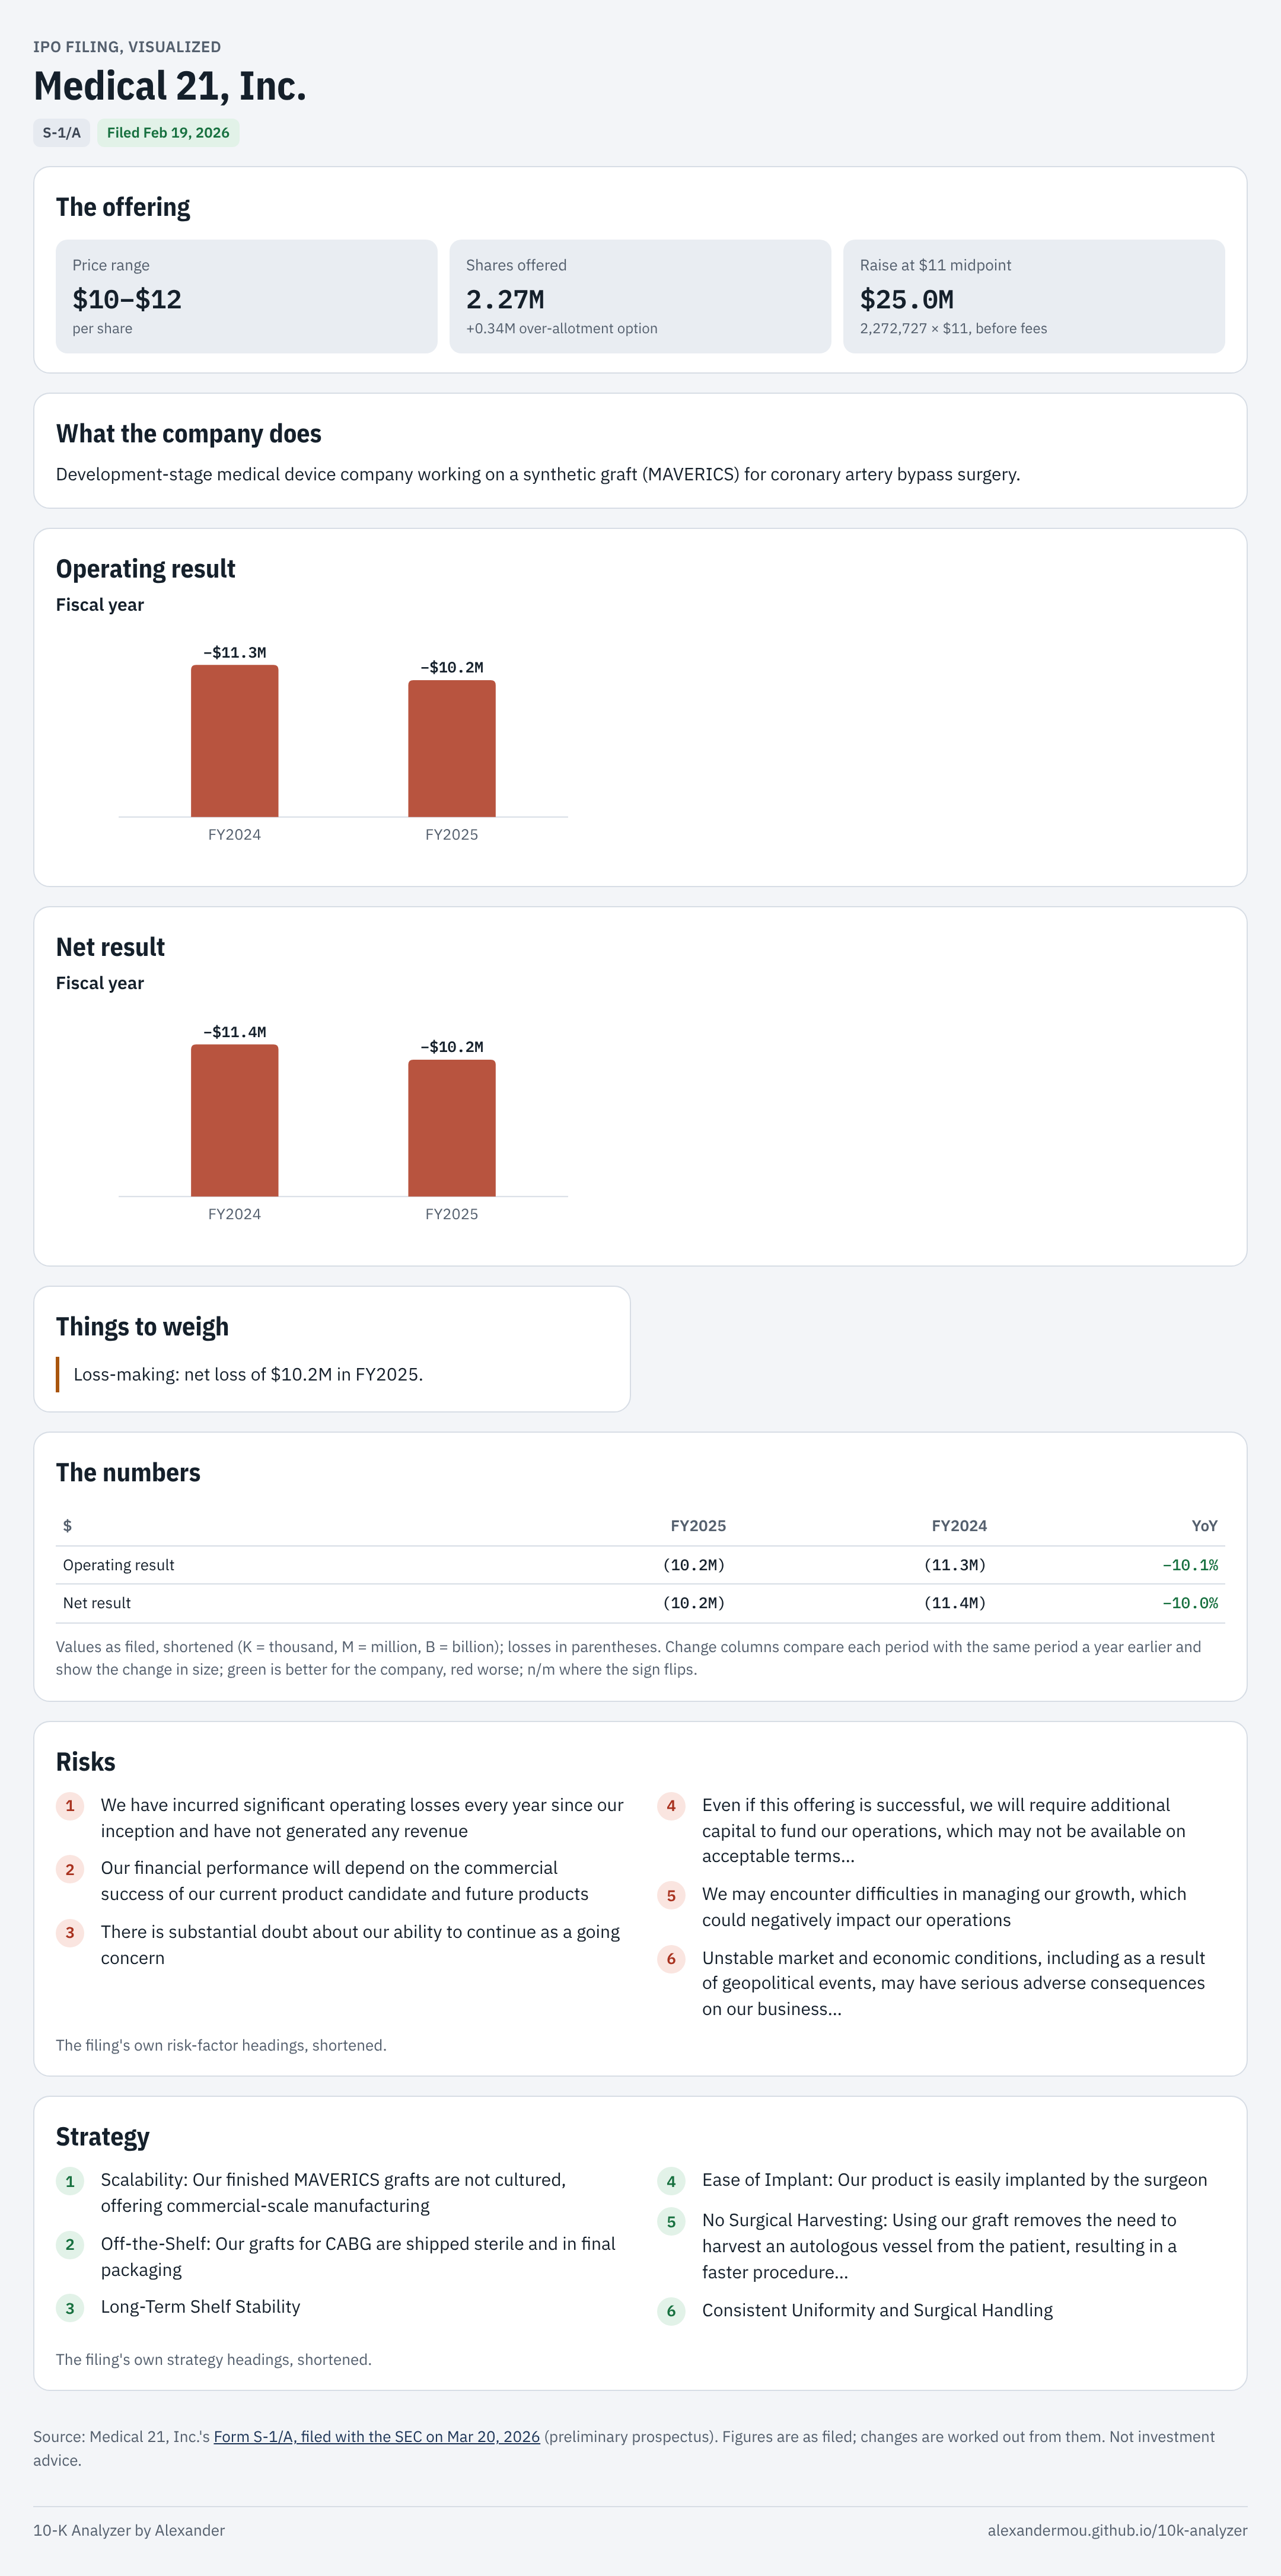 IPO FILING, VISUALIZED
Medical 21, Inc.
S-1/A
Filed Feb 19, 2026
The offering
Price range
$10–$12
per share
Shares offered
2.27M
+0.34M over-allotment option
Raise at $11 midpoint
$25.0M
2,272,727 × $11, before fees
What the company does
Development-stage medical device company working on a synthetic graft (MAVERICS) for coronary artery bypass surgery.
Operating result
Fiscal year
−$11.3M
−$10.2M
FY2024
FY2025
Net result
Fiscal year
−$11.4M
−$10.2M
FY2024
FY2025
Things to weigh
Loss-making: net loss of $10.2M in FY2025.
The numbers
$ FY2025 FY2024 YoY
Operating result (10.2M) (11.3M) −10.1%
Net result (10.2M) (11.4M) −10.0%
Values as filed, shortened (K = thousand, M = million, B = billion); losses in parentheses. Change columns compare each period with the same period a year earlier and
show the change in size; green is better for the company, red worse; n/m where the sign flips.
Risks
1 We have incurred significant operating losses every year since our
inception and have not generated any revenue
2 Our financial performance will depend on the commercial
success of our current product candidate and future products
3 There is substantial doubt about our ability to continue as a going
concern
4 Even if this offering is successful, we will require additional
capital to fund our operations, which may not be available on
acceptable terms…
5 We may encounter difficulties in managing our growth, which
could negatively impact our operations
6 Unstable market and economic conditions, including as a result
of geopolitical events, may have serious adverse consequences
on our business…
The filing's own risk-factor headings, shortened.
Strategy
1 Scalability: Our finished MAVERICS grafts are not cultured,
offering commercial-scale manufacturing
2 Off-the-Shelf: Our grafts for CABG are shipped sterile and in final
packaging
3 Long-Term Shelf Stability
4 Ease of Implant: Our product is easily implanted by the surgeon
5 No Surgical Harvesting: Using our graft removes the need to
harvest an autologous vessel from the patient, resulting in a
faster procedure…
6 Consistent Uniformity and Surgical Handling
The filing's own strategy headings, shortened.
Source: Medical 21, Inc.'s Form S-1/A, filed with the SEC on Mar 20, 2026 (preliminary prospectus). Figures are as filed; changes are worked out from them. Not investment
advice.
10-K Analyzer by Alexander
alexandermou.github.io/10k-analyzer